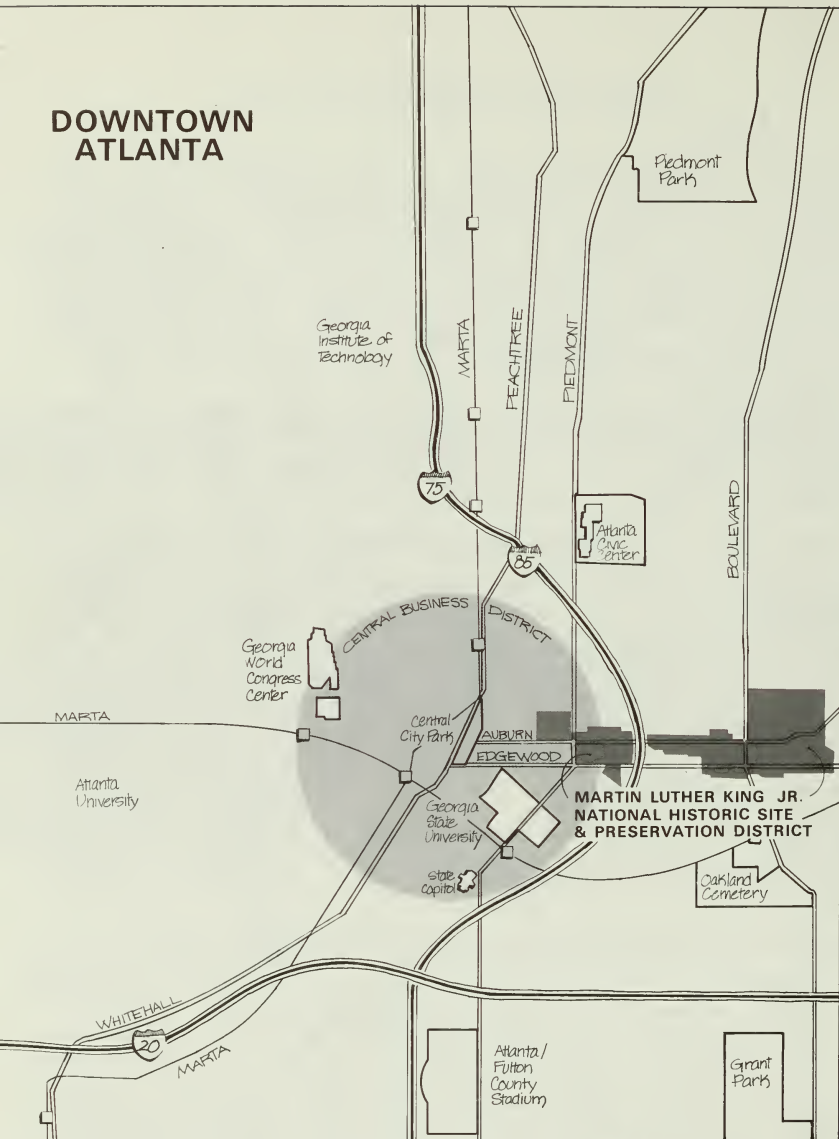 DOWNTOWN
ATLANTA
Piedmont
Park
Georgia
Institute of
Technology
MARTA
PEACHTREE
PIEDMONT
75
Atlanta
Civic
Center
BOULEVARD
85
CENTRAL BUSINESS DISTRICT
Georgia
World
Congress
Center
MARTA
Central
City Park
AUBURN
EDGEWOOD
Atlanta
University
Georgia
State
University
MARTIN LUTHER KING JR.
NATIONAL HISTORIC SITE
& PRESERVATION DISTRICT
State
Capitol
Oakland
Cemetery
WHITEHALL
20
MARTA
Atlanta/
Fulton
County
Stadium
Grant
Park